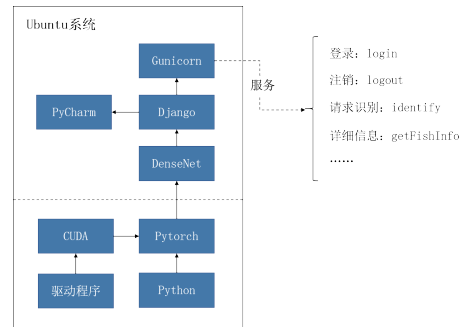 Ubuntu系统
Gunicorn
服务
PyCharm
Django
DenseNet
CUDA
Pytorch
驱动程序
Python
登录：login
注销：logout
请求识别：identify
详细信息：getFishInfo
……